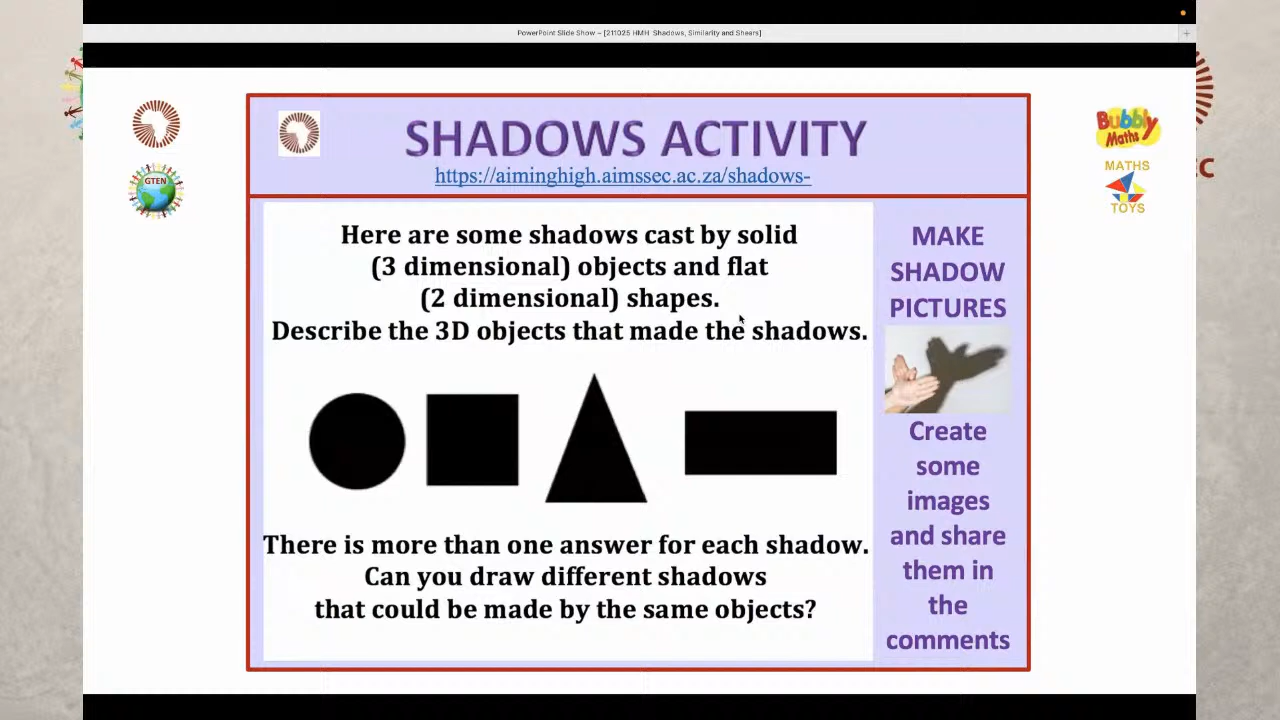 PowerPoint Slide Show – [211025 HMH Shadows, Similarity and Shears]
SHADOWS ACTIVITY
https://aiminghigh.aimssec.ac.za/shadows-
GTEN
Bubbly
Maths
MATHS
TOYS
C
Here are some shadows cast by solid
(3 dimensional) objects and flat
(2 dimensional) shapes.
Describe the 3D objects that made the shadows.
There is more than one answer for each shadow.
Can you draw different shadows
that could be made by the same objects?
MAKE
SHADOW
PICTURES
Create
some
images
and share
them in
the
comments